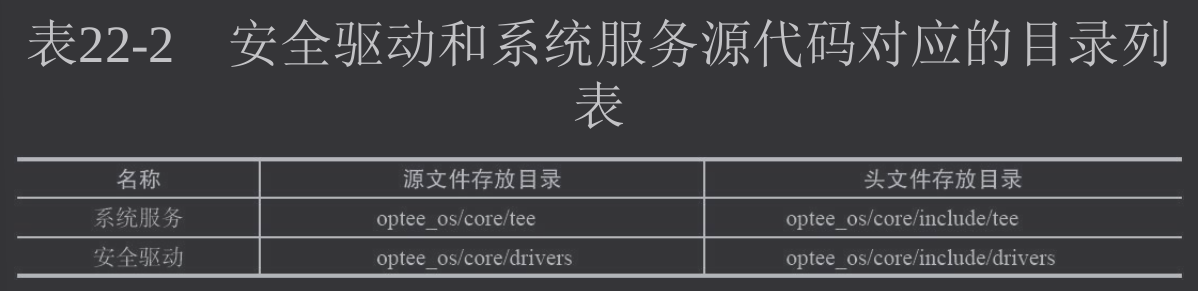 表22-2 安全驱动和系统服务源代码对应的目录列
表
名称 源文件存放目录 头文件存放目录
系统服务 optee_os/core/tee optee_os/core/include/tee
安全驱动 optee_os/core/drivers optee_os/core/include/drivers